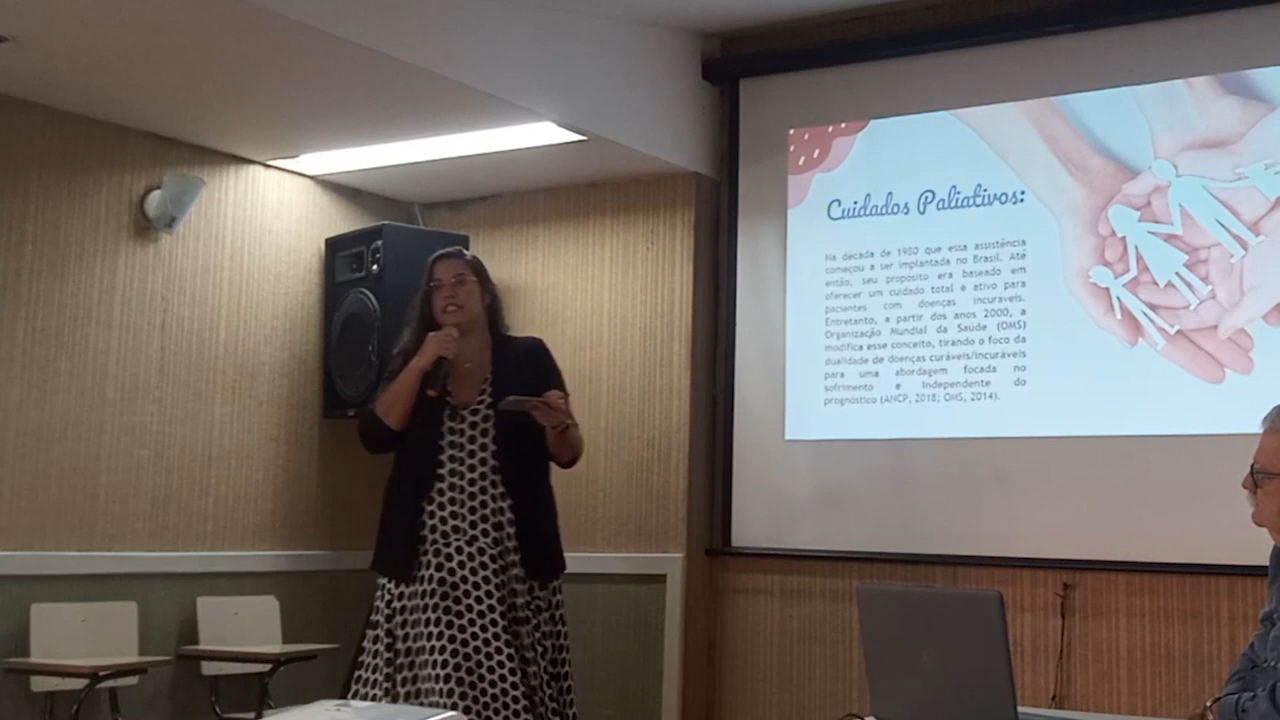 Cuidados Paliativos:
Na década de 1980 que essa assistência
começou a ser implantada no Brasil. Até
então, seu proposito era baseado em
oferecer um cuidado total e ativo para
pacientes com doenças incuráveis.
Entretanto, a partir dos anos 2000, a
Organização Mundial da Saúde (OMS)
modifica esse conceito, tirando o foco da
dualidade de doenças curáveis/incuráveis
para uma abordagem focada no
sofrimento e independente do
prognóstico (ANCP, 2018; OMS, 2014).